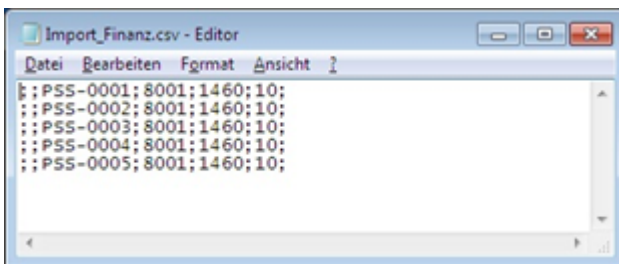 Import_Finanz.csv - Editor
Datei Bearbeiten Format Ansicht ?
;;PSS-0001;8001;1460;10;
;;PSS-0002;8001;1460;10;
;;PSS-0003;8001;1460;10;
;;PSS-0004;8001;1460;10;
;;PSS-0005;8001;1460;10;